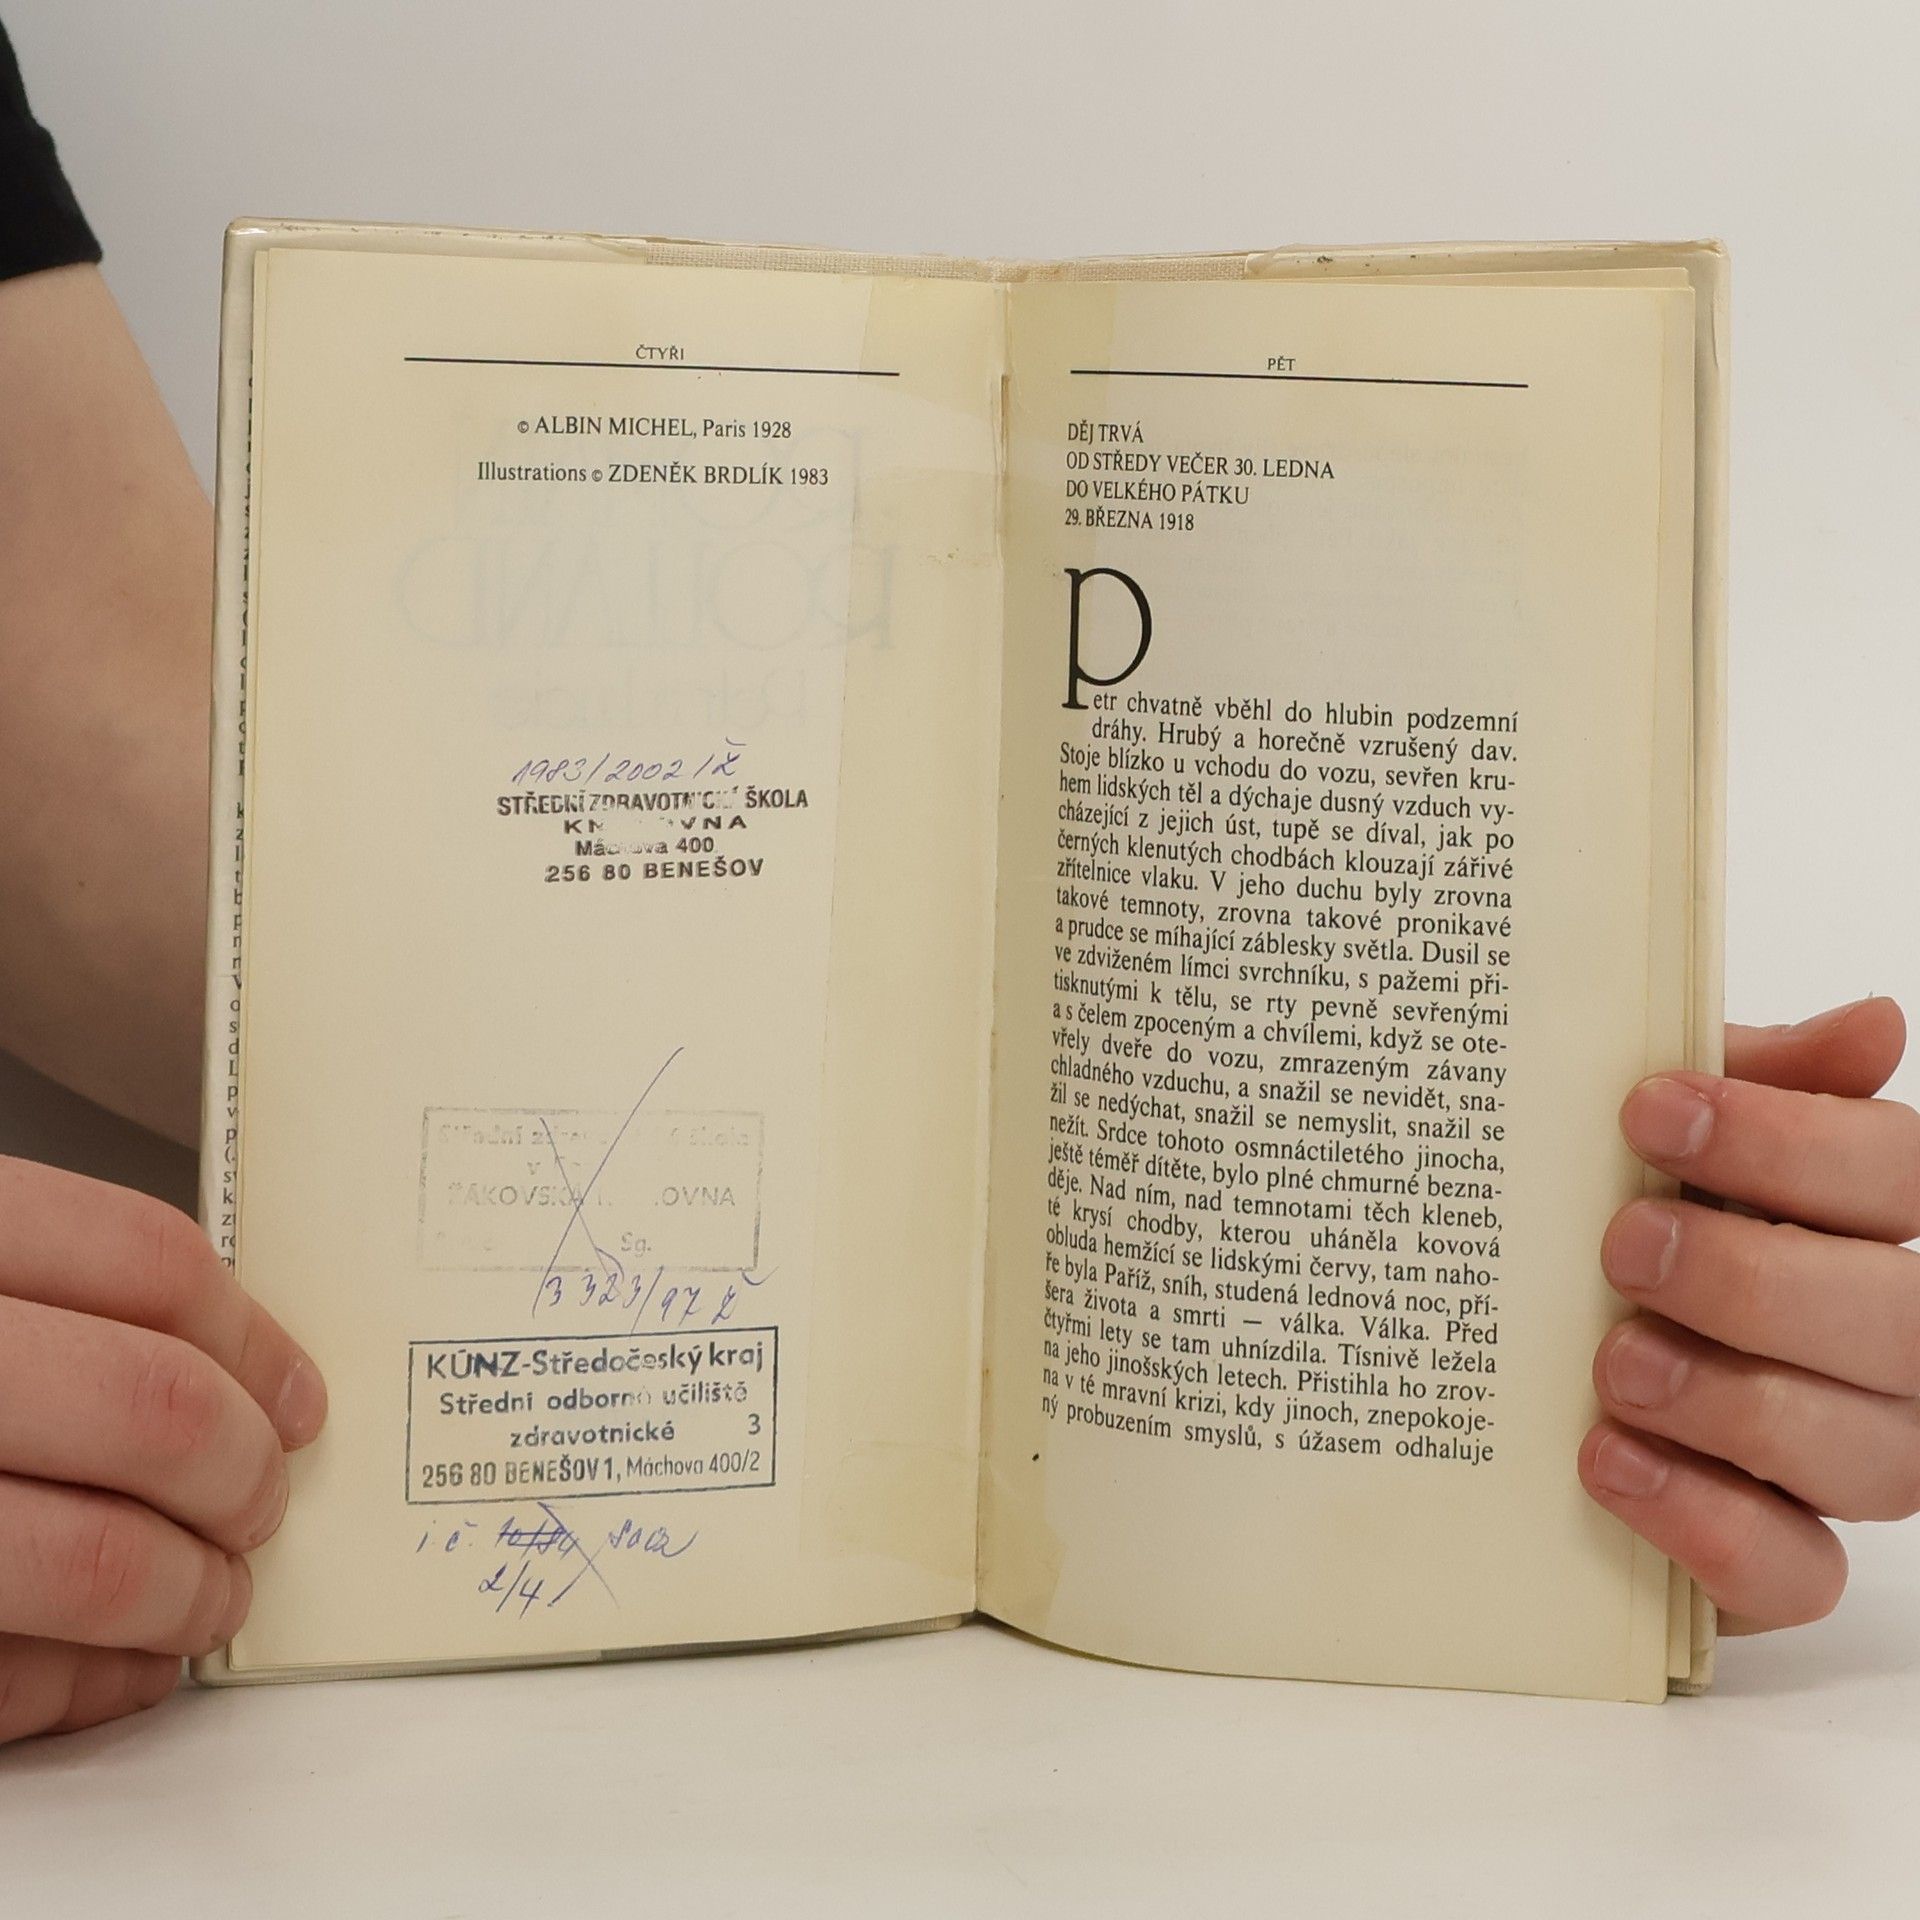 ČTYŘI
© ALBIN MICHEL, Paris 1928
Illustrations © ZDENĚK BRDLÍK 1983
1983/2002/Ž
STŘEDNÍ ZDRAVOTNICKÁ ŠKOLA
KNIHOVNA
Máchova 400
256 80 BENEŠOV
ŽÁKOVSKÁ KNIHOVNA
Sg.
3323/97 Ž
KÚNZ-Středočeský kraj
Střední odborné učiliště
zdravotnické 3
256 80 BENEŠOV 1, Máchova 400/2
i. č.
2/4
PĚT
DĚJ TRVÁ
OD STŘEDY VEČER 30. LEDNA
DO VELKÉHO PÁTKU
29. BŘEZNA 1918
Petr chvatně vběhl do hlubin podzemní
dráhy. Hrubý a horečně vzrušený dav.
Stoje blízko u vchodu do vozu, sevřen kru-
hem lidských těl a dýchaje dusný vzduch vy-
cházející z jejich úst, tupě se díval, jak po
černých klenutých chodbách klouzají zářivé
zřítelnice vlaku. V jeho duchu byly zrovna
takové temnoty, zrovna takové pronikavé
a prudce se míhající záblesky světla. Dusil se
ve zdviženém límci svrchníku, s pažemi při-
tisknutými k tělu, se rty pevně sevřenými
a s čelem zpoceným a chvílemi, když se ote-
vřely dveře do vozu, zmrazeným závany
chladného vzduchu, a snažil se nevidět, sna-
žil se nedýchat, snažil se nemyslit, snažil se
nežít. Srdce tohoto osmnáctiletého jinocha,
ještě téměř dítěte, bylo plné chmurné bezna-
děje. Nad ním, nad temnotami těch kleneb,
té krysí chodby, kterou uháněla kovová
obluda hemžící se lidskými červy, tam naho-
ře byla Paříž, sníh, studená lednová noc, pří-
šera života a smrti — válka. Válka. Před
čtyřmi lety se tam uhnízdila. Tísnivě ležela
na jeho jinošských letech. Přistihla ho zrov-
na v té mravní krizi, kdy jinoch, znepokoje-
ný probuzením smyslů, s úžasem odhaluje